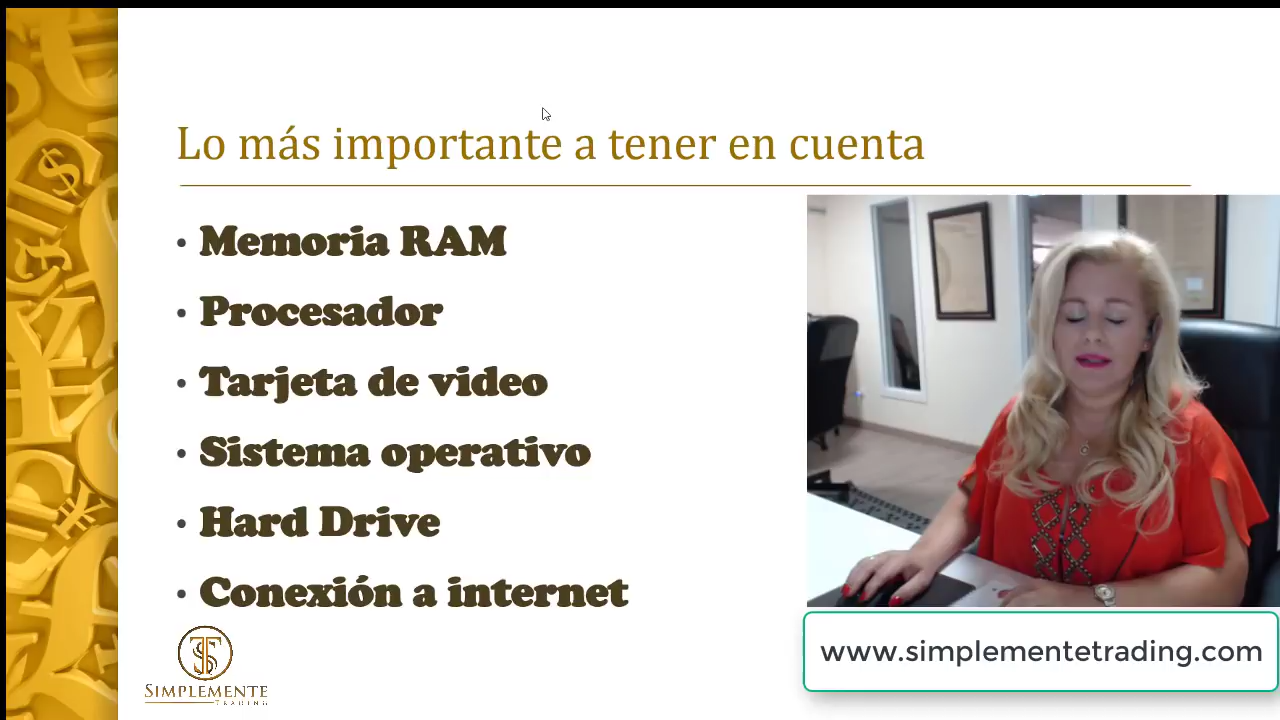 Lo más importante a tener en cuenta
• Memoria RAM
• Procesador
• Tarjeta de video
• Sistema operativo
• Hard Drive
• Conexión a internet
SIMPLEMENTE
TRADING
www.simplementetrading.com